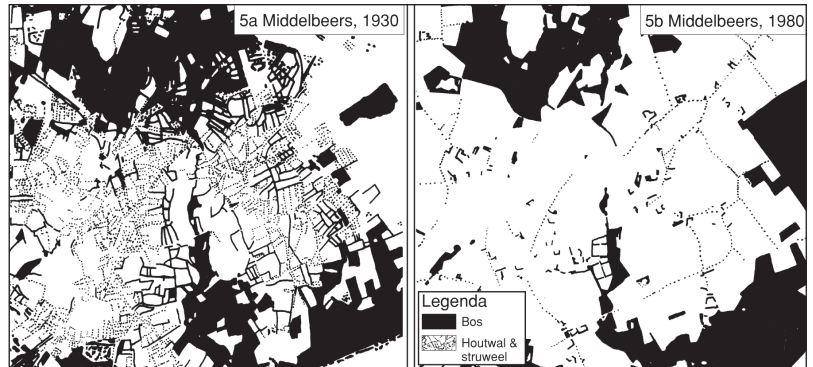 5a Middelbeers, 1930
5b Middelbeers, 1980
Legenda
Bos
Houtwal &
struweel